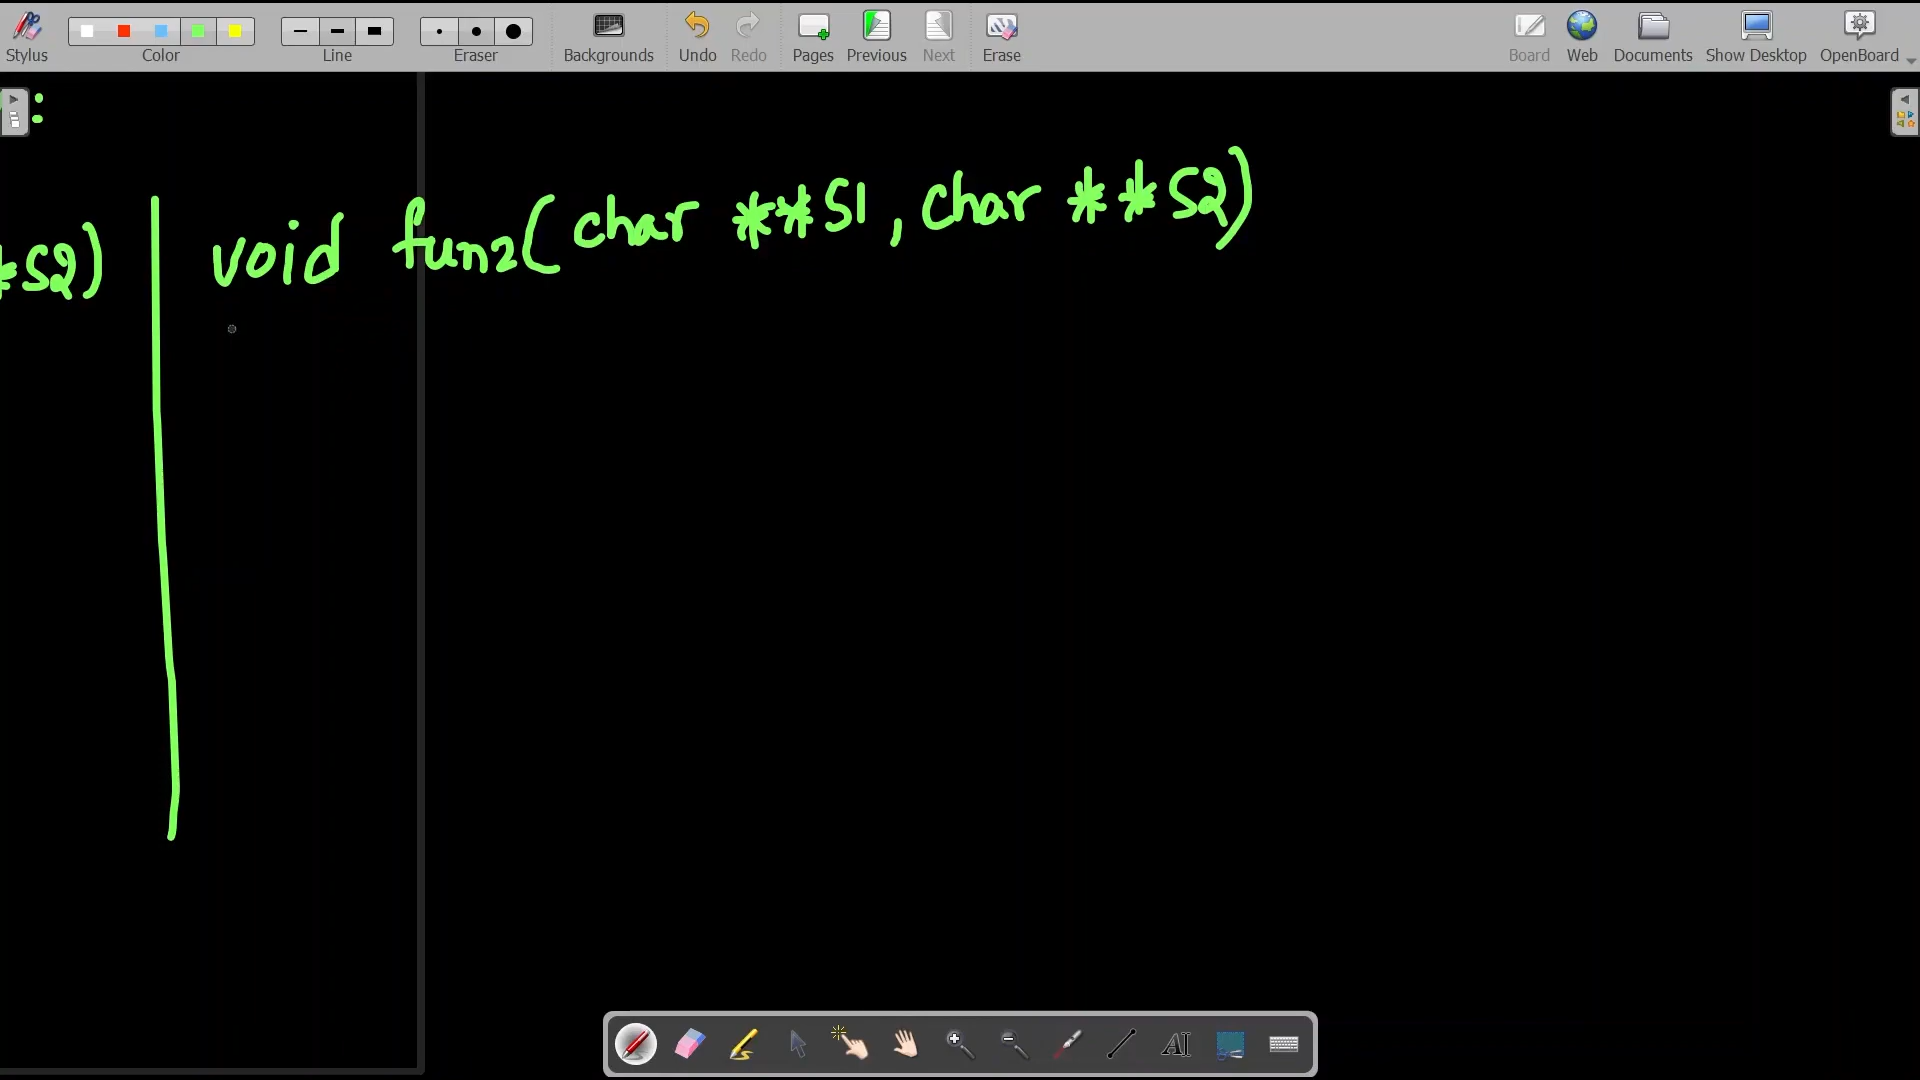 Stylus Color Line Eraser Backgrounds Undo Redo Pages Previous Next Erase Board Web Documents Show Desktop OpenBoard
:
*S2)
void fun2(char **S1, char **S2)
AI